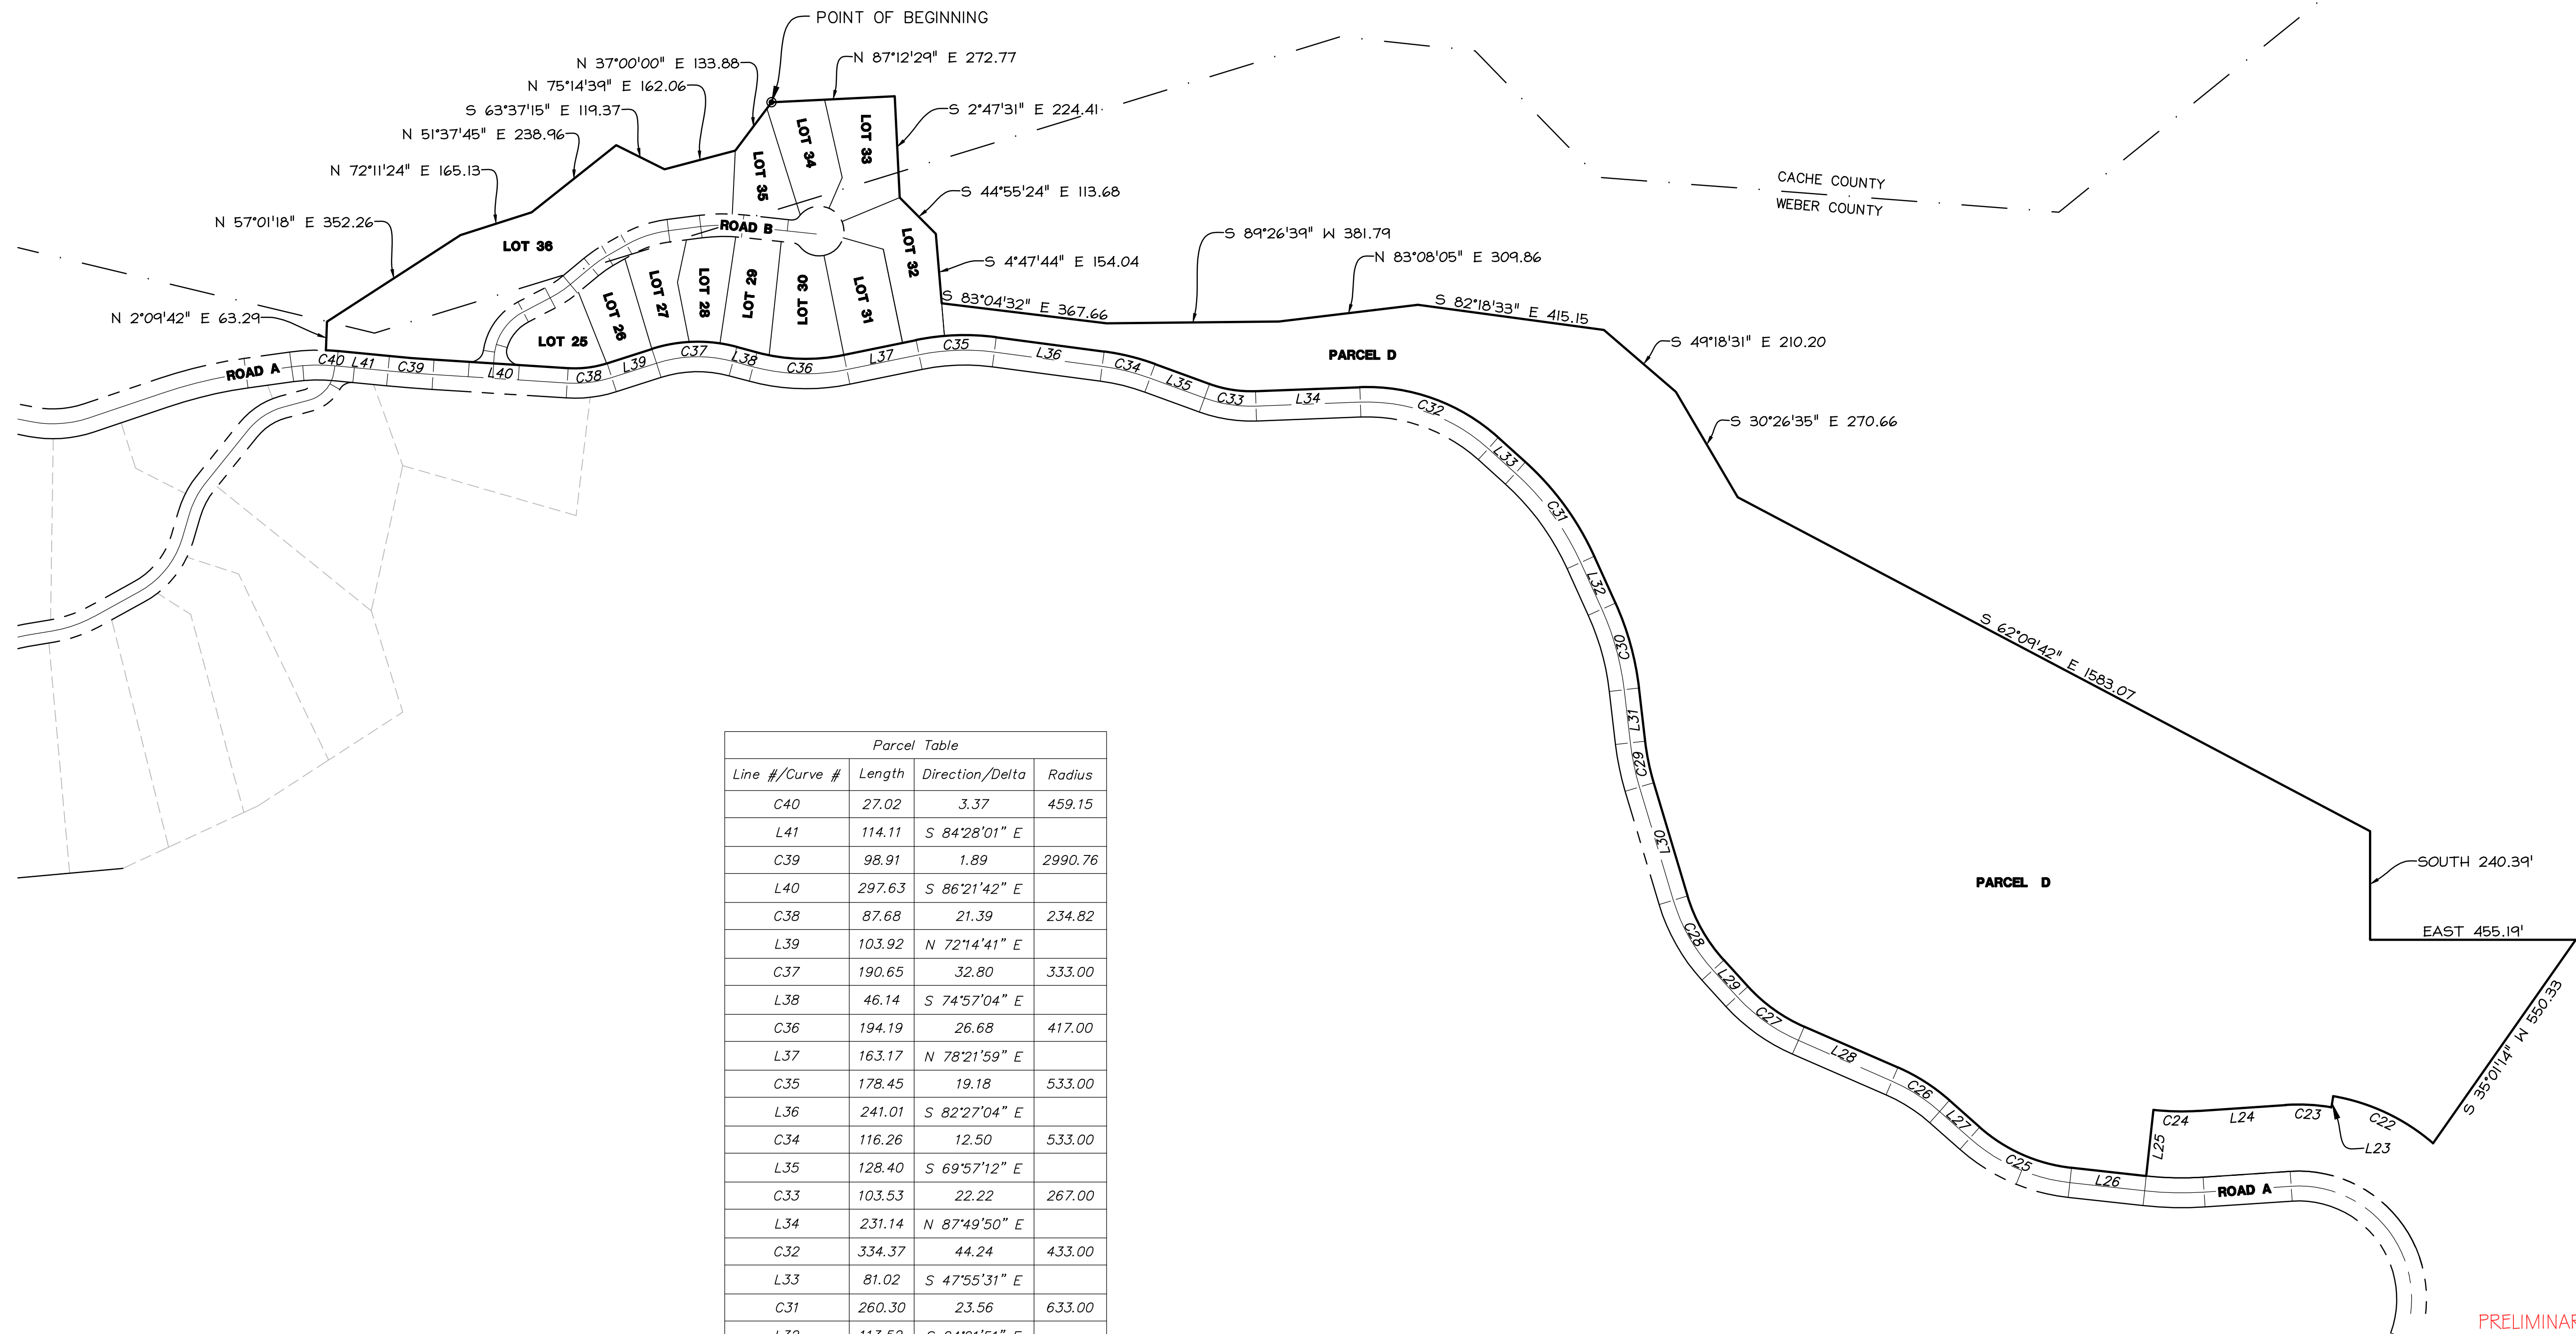 POINT OF BEGINNING
N 37°00'00" E 133.88
N 87°12'29" E 272.77
N 75°14'39" E 162.06
S 63°37'15" E 119.37
S 2°47'31" E 224.41
N 51°37'45" E 238.96
N 72°11'24" E 165.13
S 44°55'24" E 113.68
N 57°01'18" E 352.26
CACHE COUNTY
WEBER COUNTY
LOT 34
LOT 33
LOT 35
LOT 36
ROAD B
LOT 32
S 89°26'39" W 381.79
N 83°08'05" E 309.86
S 4°47'44" E 154.04
S 83°04'32" E 367.66
S 82°18'33" E 415.15
N 2°09'42" E 63.29
LOT 25
LOT 26
LOT 27
LOT 28
LOT 29
LOT 30
LOT 31
S 49°18'31" E 210.20
PARCEL D
ROAD A
C40
L41
C39
L40
C38
L39
C37
L38
C36
L37
C35
L36
C34
L35
C33
L34
C32
S 30°26'35" E 270.66
L33
C31
L32
C30
L31
C29
L30
C28
L29
C27
L28
C26
L27
C25
L26
S 62°09'42" E 1583.07
PARCEL D
SOUTH 240.39'
EAST 455.19'
S 35°01'14" W 550.33
L25
C24
L24
C23
C22
L23
ROAD A
Parcel Table
Line #/Curve # Length Direction/Delta Radius
C40 27.02 3.37 459.15
L41 114.11 S 84°28'01" E
C39 98.91 1.89 2990.76
L40 297.63 S 86°21'42" E
C38 87.68 21.39 234.82
L39 103.92 N 72°14'41" E
C37 190.65 32.80 333.00
L38 46.14 S 74°57'04" E
C36 194.19 26.68 417.00
L37 163.17 N 78°21'59" E
C35 178.45 19.18 533.00
L36 241.01 S 82°27'04" E
C34 116.26 12.50 533.00
L35 128.40 S 69°57'12" E
C33 103.53 22.22 267.00
L34 231.14 N 87°49'50" E
C32 334.37 44.24 433.00
L33 81.02 S 47°55'31" E
C31 260.30 23.56 633.00